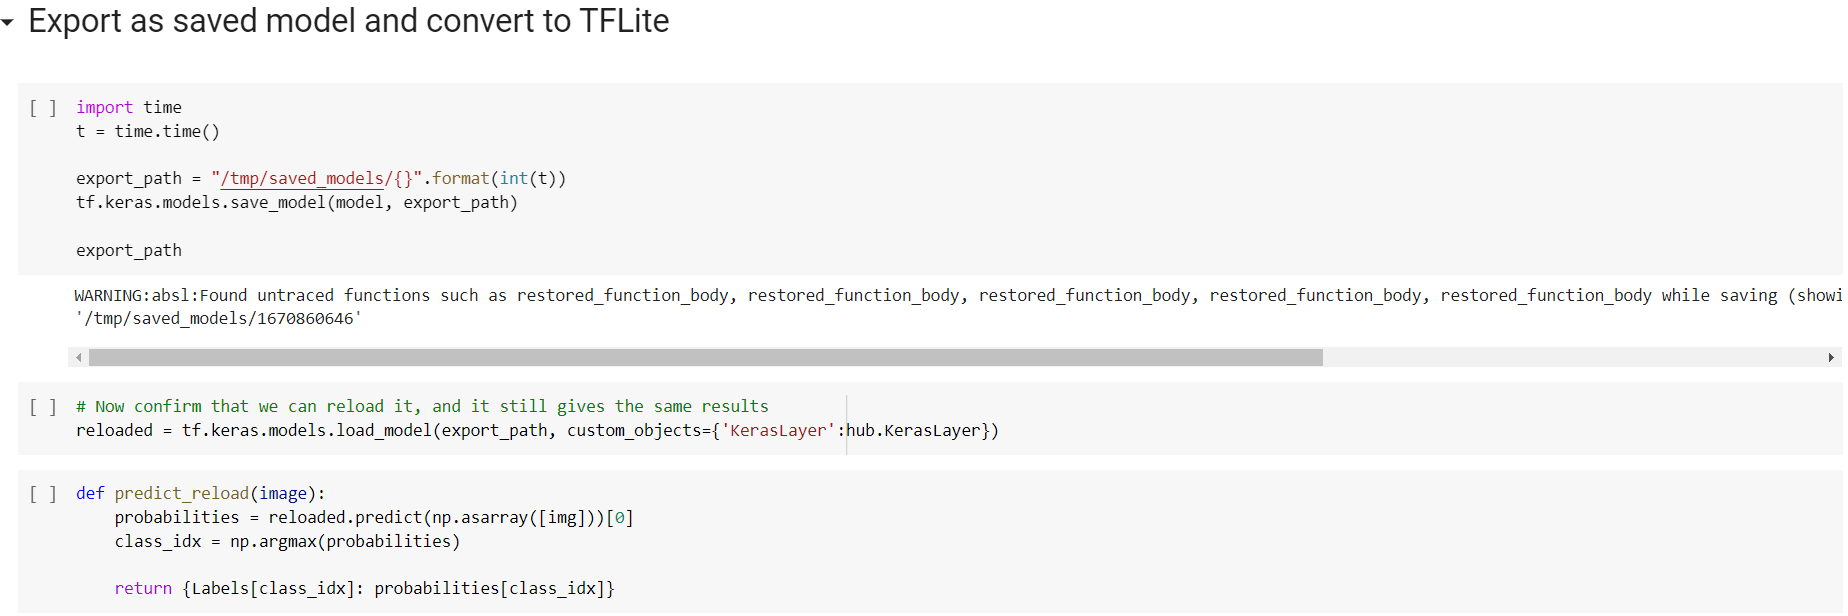 Export as saved model and convert to TFLite
[ ] import time
t = time.time()
export_path = "/tmp/saved_models/{}".format(int(t))
tf.keras.models.save_model(model, export_path)
export_path
WARNING:absl:Found untraced functions such as restored_function_body, restored_function_body, restored_function_body, restored_function_body, restored_function_body while saving (showi
'/tmp/saved_models/1670860646'
[ ] # Now confirm that we can reload it, and it still gives the same results
reloaded = tf.keras.models.load_model(export_path, custom_objects={'KerasLayer':hub.KerasLayer})
[ ] def predict_reload(image):
probabilities = reloaded.predict(np.asarray([img]))[0]
class_idx = np.argmax(probabilities)
return {Labels[class_idx]: probabilities[class_idx]}